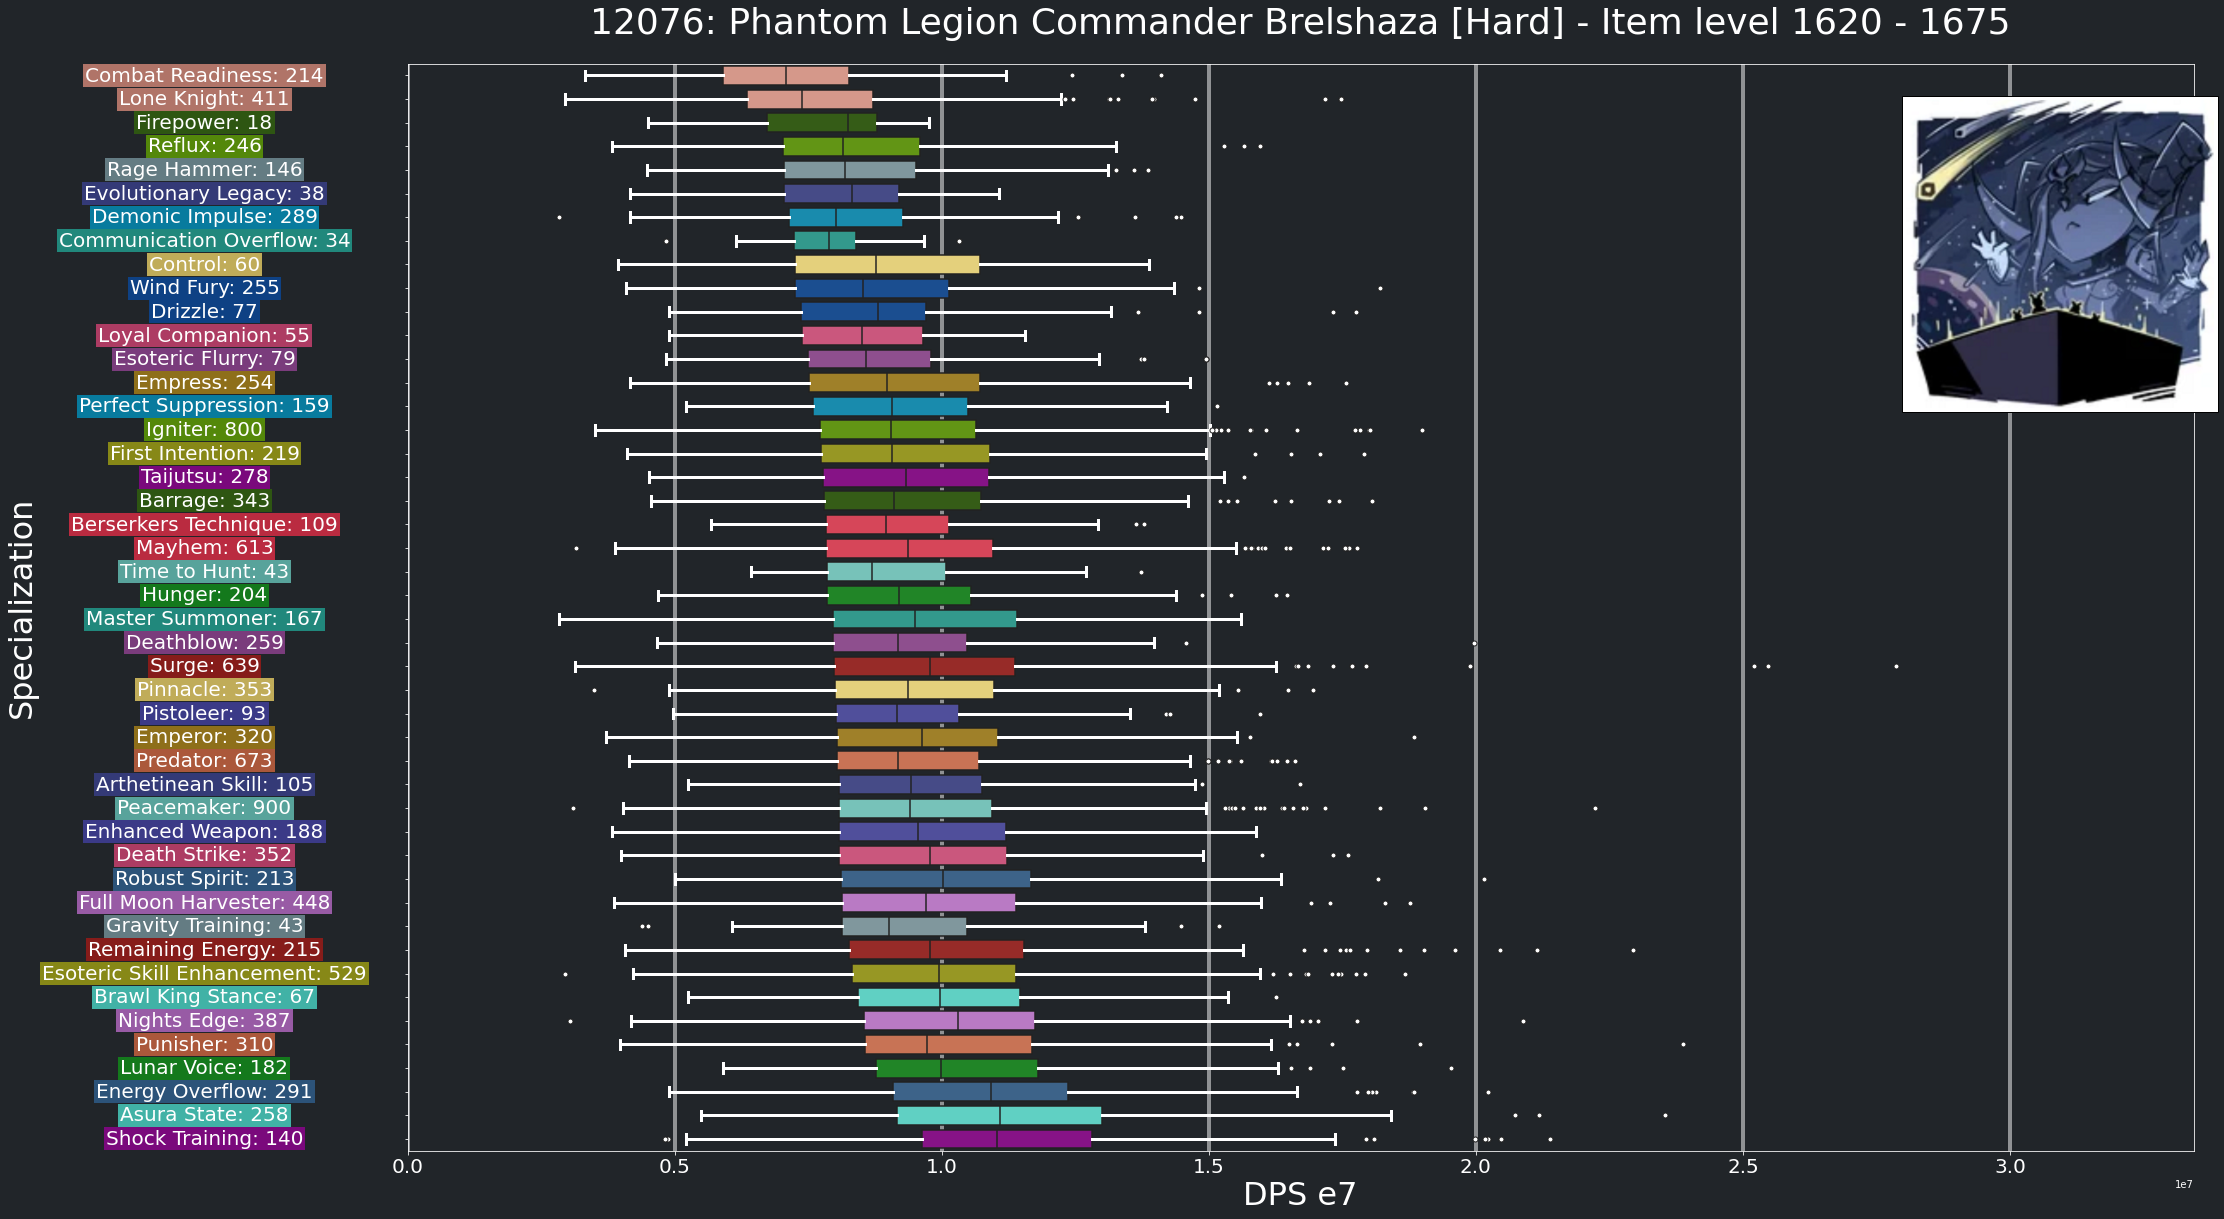 12076: Phantom Legion Commander Brelshaza [Hard] - Item level 1620 - 1675
Combat Readiness: 214
Lone Knight: 411
Firepower: 18
Reflux: 246
Rage Hammer: 146
Evolutionary Legacy: 38
Demonic Impulse: 289
Communication Overflow: 34
Control: 60
Wind Fury: 255
Drizzle: 77
Loyal Companion: 55
Esoteric Flurry: 79
Empress: 254
Perfect Suppression: 159
Igniter: 800
First Intention: 219
Taijutsu: 278
Barrage: 343
Berserkers Technique: 109
Mayhem: 613
Time to Hunt: 43
Hunger: 204
Master Summoner: 167
Deathblow: 259
Surge: 639
Pinnacle: 353
Pistoleer: 93
Emperor: 320
Predator: 673
Arthetinean Skill: 105
Peacemaker: 900
Enhanced Weapon: 188
Death Strike: 352
Robust Spirit: 213
Full Moon Harvester: 448
Gravity Training: 43
Remaining Energy: 215
Esoteric Skill Enhancement: 529
Brawl King Stance: 67
Nights Edge: 387
Punisher: 310
Lunar Voice: 182
Energy Overflow: 291
Asura State: 258
Shock Training: 140
Specialization
0.0 0.5 1.0 1.5 2.0 2.5 3.0
1e7
DPS e7